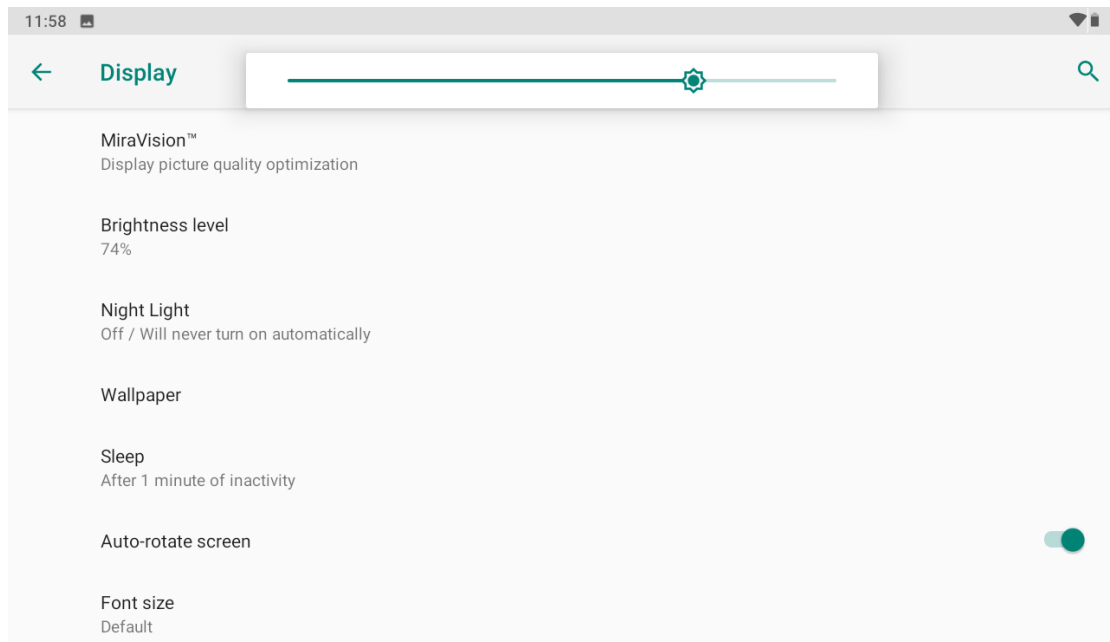 11:58
Display
MiraVision™
Display picture quality optimization
Brightness level
74%
Night Light
Off / Will never turn on automatically
Wallpaper
Sleep
After 1 minute of inactivity
Auto-rotate screen
Font size
Default